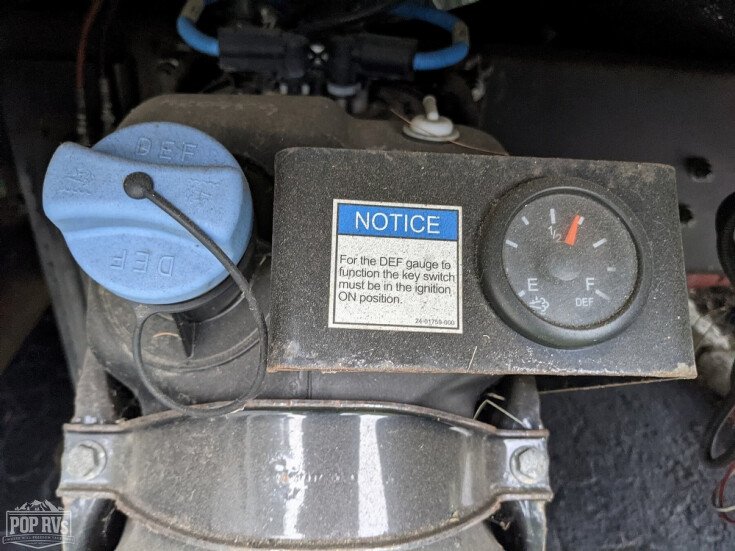 DEF
DEF
NOTICE
For the DEF gauge to
function the key switch
must be in the ignition
ON position.
24-01759-000
1/2
E
F
DEF
POP RVs